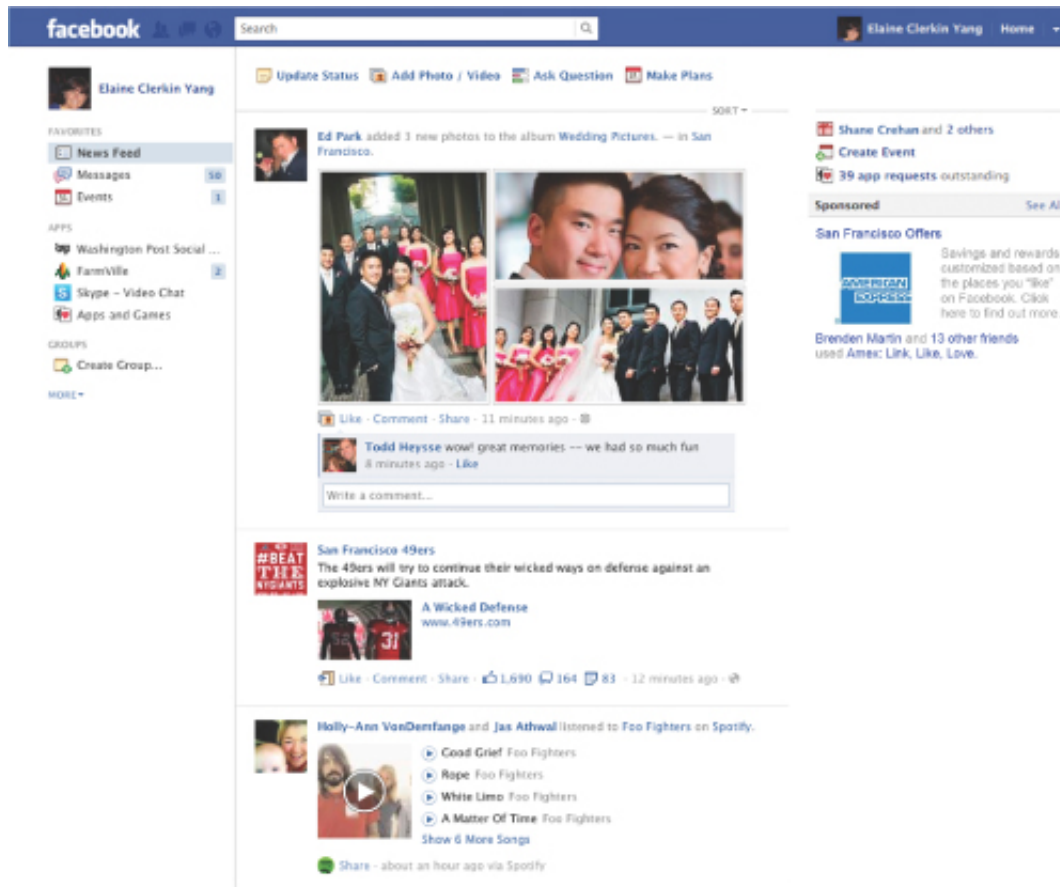 facebook
Search
Elaine Clerkin Yang
Home
Elaine Clerkin Yang
FAVORITES
News Feed
Messages 50
Events 1
APPS
Washington Post Social ...
FarmVille 2
Skype – Video Chat
Apps and Games
GROUPS
Create Group...
MORE
Update Status Add Photo / Video Ask Question Make Plans
SORT
Ed Park added 3 new photos to the album Wedding Pictures. — in San
Francisco.
Like · Comment · Share · 11 minutes ago ·
Todd Heysse wow! great memories -- we had so much fun
8 minutes ago · Like
Write a comment...
#BEAT
THE
NYGIANTS
San Francisco 49ers
The 49ers will try to continue their wicked ways on defense against an
explosive NY Giants attack.
52
31
A Wicked Defense
www.49ers.com
Like · Comment · Share · 1,690 164 83 · 12 minutes ago ·
Holly-Ann VonDemfange and Jas Athwal listened to Foo Fighters on Spotify.
Good Grief Foo Fighters
Rope Foo Fighters
White Limo Foo Fighters
A Matter Of Time Foo Fighters
Show 6 More Songs
Share · about an hour ago via Spotify
Shane Crehan and 2 others
Create Event
39 app requests outstanding
Sponsored See Al
San Francisco Offers
AMERICAN
EXPRESS
Savings and rewards
customized based on
the places you "like"
on Facebook. Click
here to find out more
Brenden Martin and 13 other friends
used Amex: Link, Like, Love.